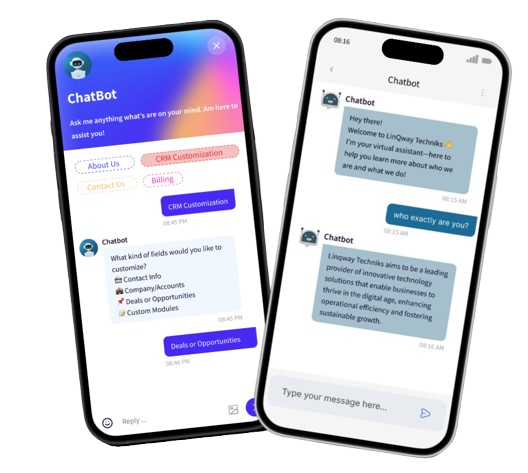 ChatBot
Ask me anything what's are on your mind. Am here to
assist you!
About Us
CRM Customization
Contact Us
Billing
CRM Customization
08:45 PM
Chatbot
What kind of fields would you like to
customize?
Contact Info
Company/Accounts
Deals or Opportunities
Custom Modules
08:45 PM
Deals or Opportunities
08:46 PM
Reply ...
08:16
Chatbot
Chatbot
Hey there!
Welcome to LinQway Techniks
I'm your virtual assistant—here to
help you learn more about who we
are and what we do!
08:15 AM
who exactly are you?
08:15 AM
Chatbot
Linqway Techniks aims to be a leading
provider of innovative technology
solutions that enable businesses to
thrive in the digital age, enhancing
operational efficiency and fostering
sustainable growth.
08:16 AM
Type your message here...